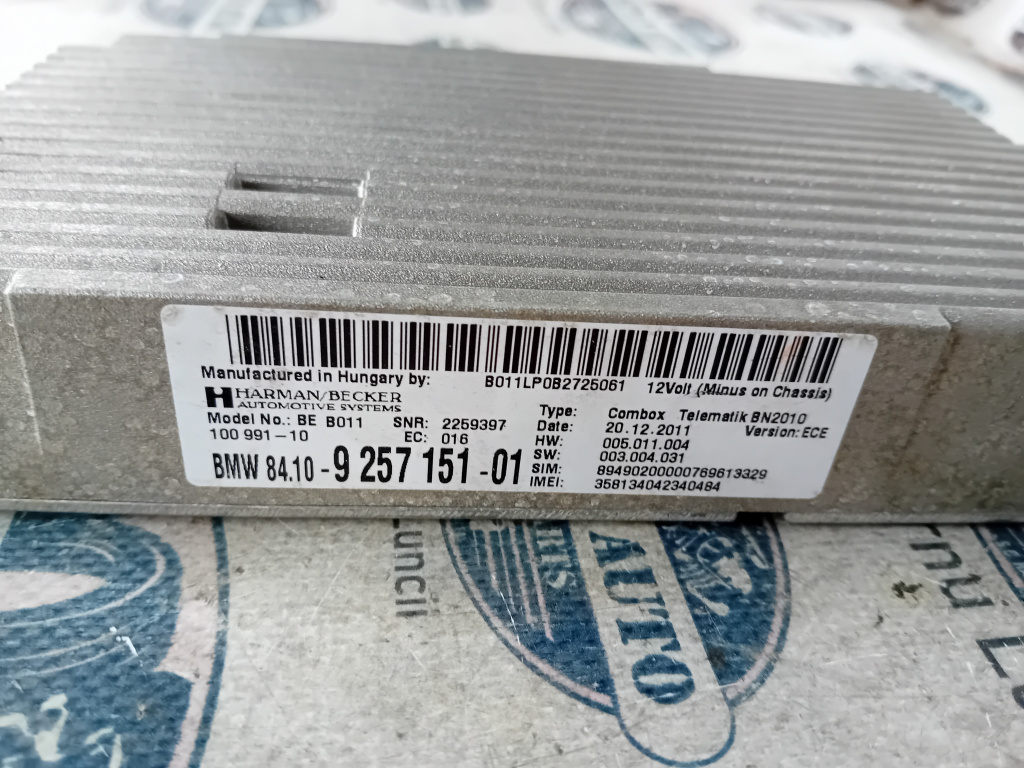 B011LP0B2725061 12Volt (Minus on Chassis)
Manufactured in Hungary by:
HARMAN/BECKER
AUTOMOTIVE SYSTEMS
Model No.: BE B011 SNR: 2259397
100 991-10 EC: 016
BMW 84.10 - 9 257 151 - 01
Type: Combox Telematik BN2010
Date: 20.12.2011 Version: ECE
HW: 005.011.004
SW: 003.004.031
SIM: 89490200000769613329
IMEI: 358134042340484
AUTO